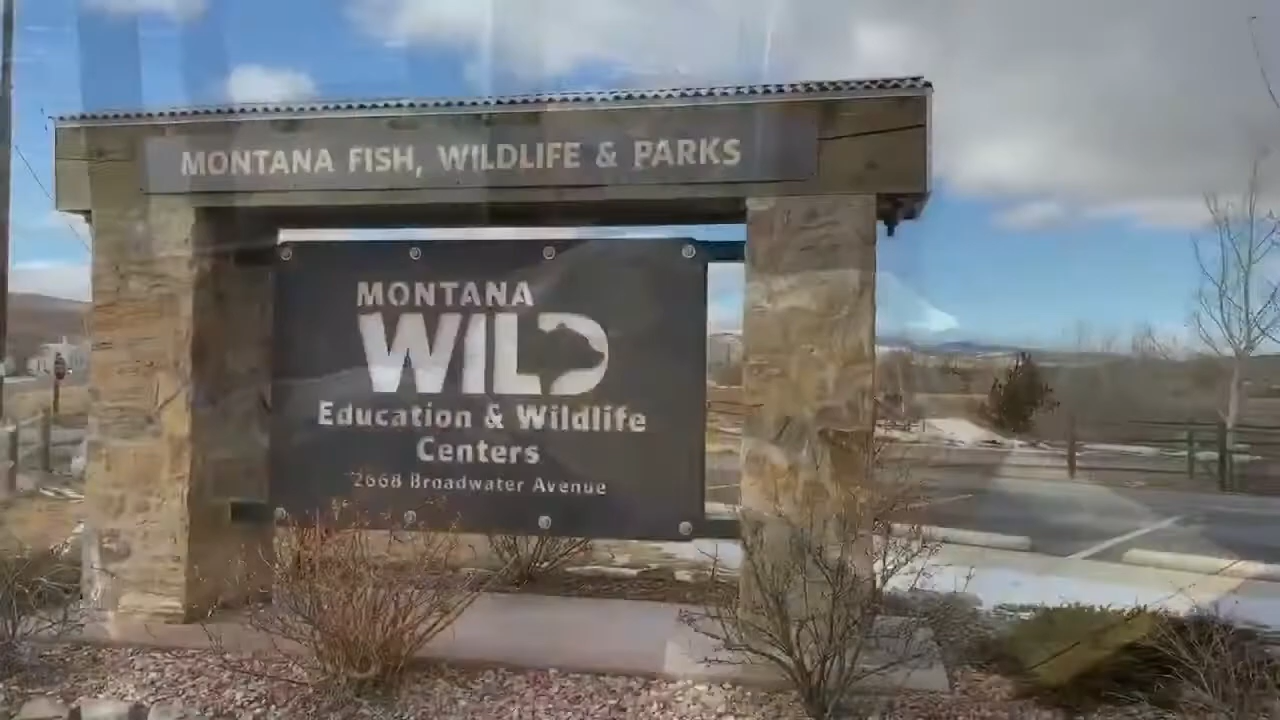 MONTANA FISH, WILDLIFE & PARKS
MONTANA
WILD
Education & Wildlife
Centers
2668 Broadwater Avenue